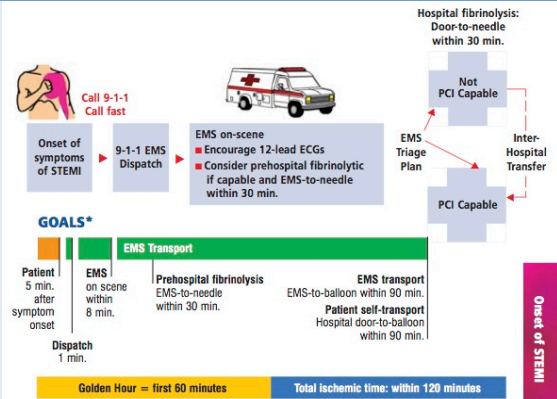 Hospital fibrinolysis:
Door-to-needle
within 30 min.
Not
PCI Capable
Call 9-1-1
Call fast
Onset of
symptoms
of STEMI
9-1-1 EMS
Dispatch
EMS on-scene
Encourage 12-lead ECGs
Consider prehospital fibrinolytic
if capable and EMS-to-needle
within 30 min.
EMS
Triage
Plan
Inter-
Hospital
Transfer
PCI Capable
GOALS*
EMS Transport
Patient
5 min.
after
symptom
onset
Dispatch
1 min.
EMS
on scene
within
8 min.
Prehospital fibrinolysis
EMS-to-needle
within 30 min.
EMS transport
EMS-to-balloon within 90 min.
Patient self-transport
Hospital door-to-balloon
within 90 min.
Onset of STEMI
Golden Hour = first 60 minutes
Total ischemic time: within 120 minutes